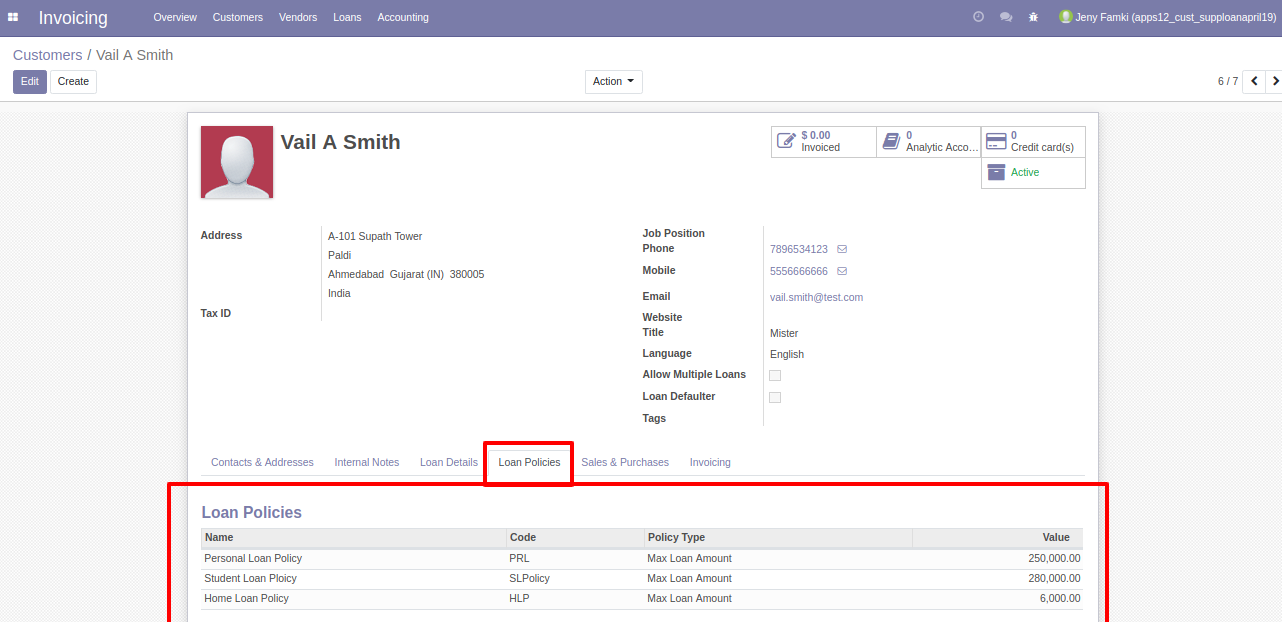 Invoicing Overview Customers Vendors Loans Accounting Jeny Famki (apps12_cust_supploanapril19)
Customers / Vail A Smith
Edit Create Action 6 / 7
Vail A Smith
$ 0.00
Invoiced
0
Analytic Acco...
0
Credit card(s)
Active
Address
A-101 Supath Tower
Paldi
Ahmedabad Gujarat (IN) 380005
India
Tax ID
Job Position
Phone 7896534123
Mobile 5556666666
Email vail.smith@test.com
Website
Title Mister
Language English
Allow Multiple Loans
Loan Defaulter
Tags
Contacts & Addresses Internal Notes Loan Details Loan Policies Sales & Purchases Invoicing
Loan Policies
Name Code Policy Type Value
Personal Loan Policy PRL Max Loan Amount 250,000.00
Student Loan Ploicy SLPolicy Max Loan Amount 280,000.00
Home Loan Policy HLP Max Loan Amount 6,000.00